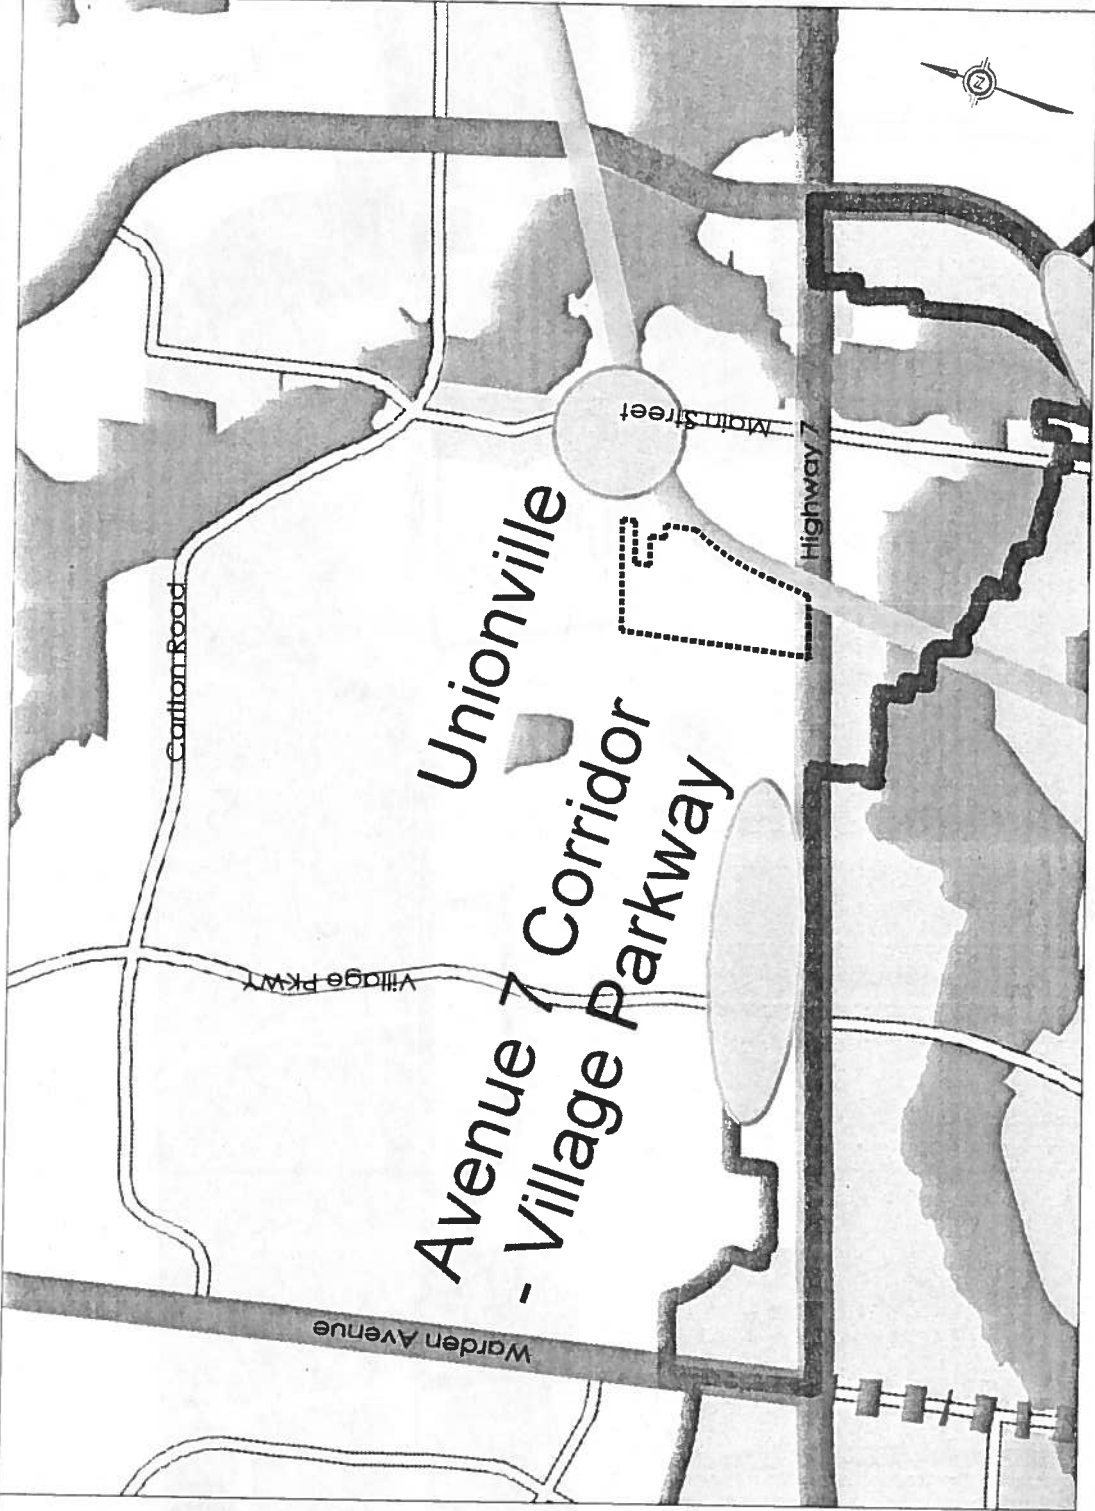 Carlton Road
Village PKWY
Warden Avenue
Unionville
Avenue 7 Corridor
- Village Parkway
Main Street
Highway 7
N